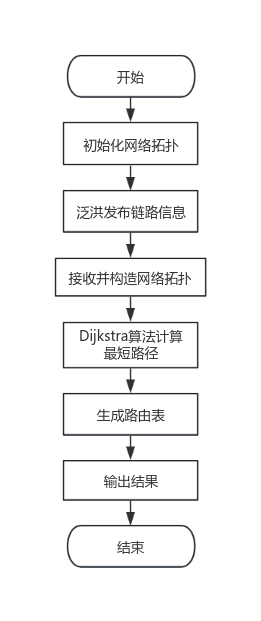 开始
初始化网络拓扑
泛洪发布链路信息
接收并构造网络拓扑
Dijkstra算法计算
最短路径
生成路由表
输出结果
结束